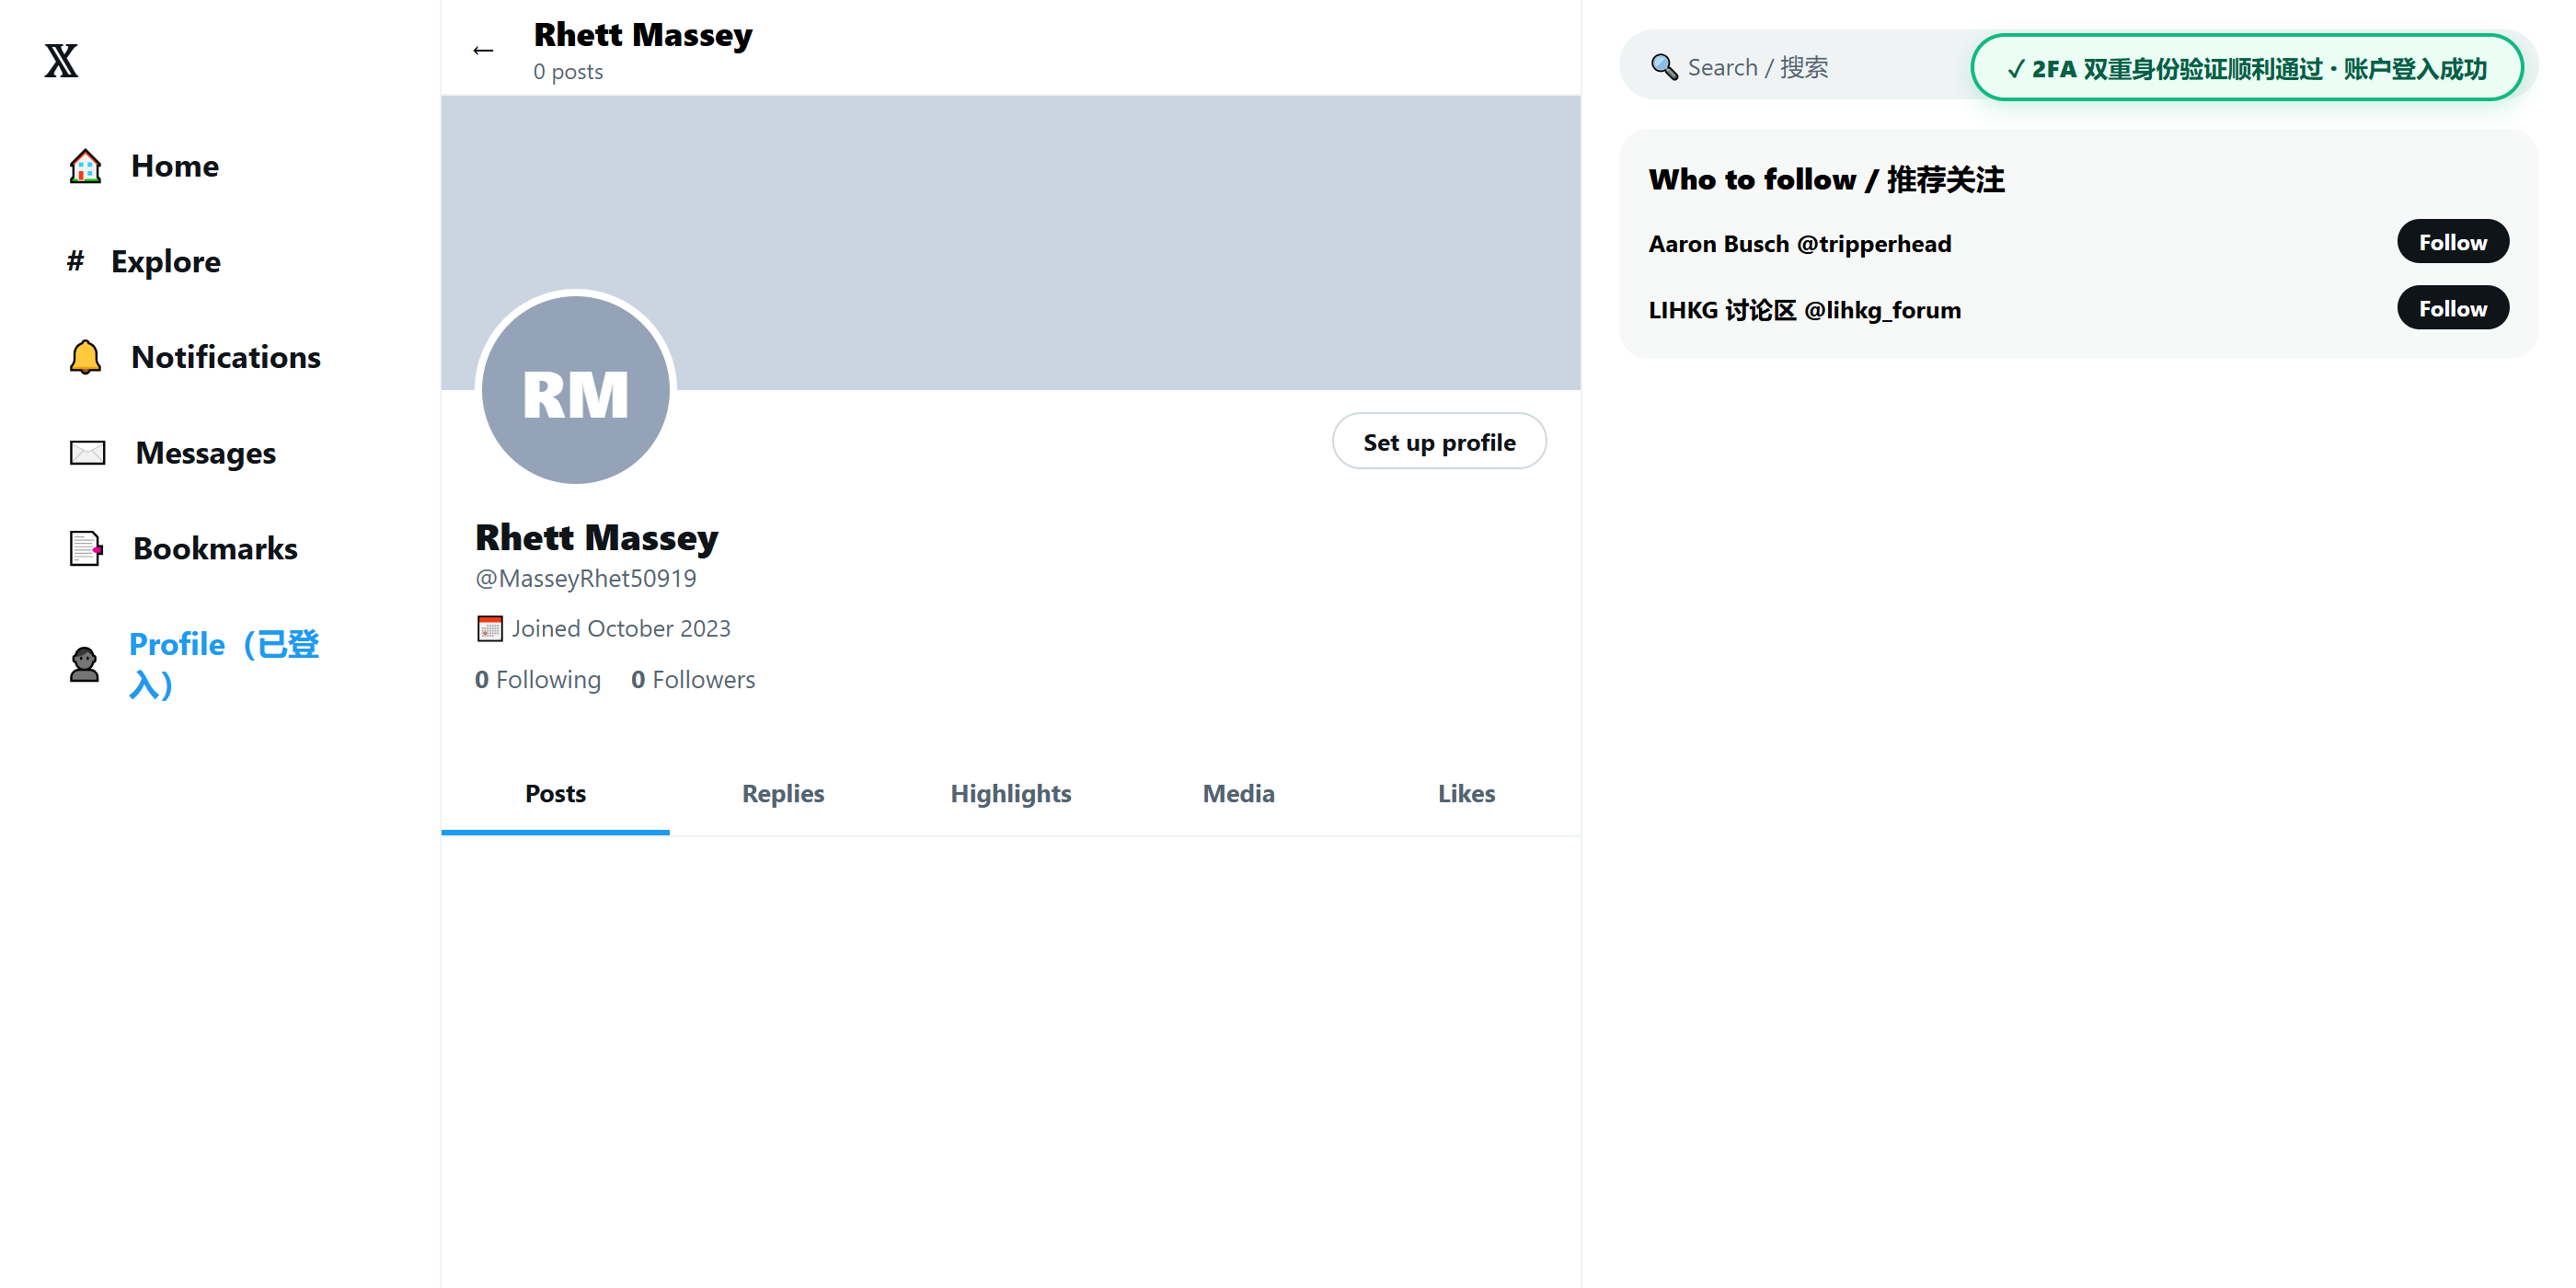 𝕏
Home
# Explore
Notifications
Messages
Bookmarks
Profile（已登
入）
← Rhett Massey
0 posts
RM
Set up profile
Rhett Massey
@MasseyRhet50919
Joined October 2023
0 Following 0 Followers
Posts Replies Highlights Media Likes
Search / 搜索
✓ 2FA 双重身份验证顺利通过 · 账户登入成功
Who to follow / 推荐关注
Aaron Busch @tripperhead Follow
LIHKG 讨论区 @lihkg_forum Follow